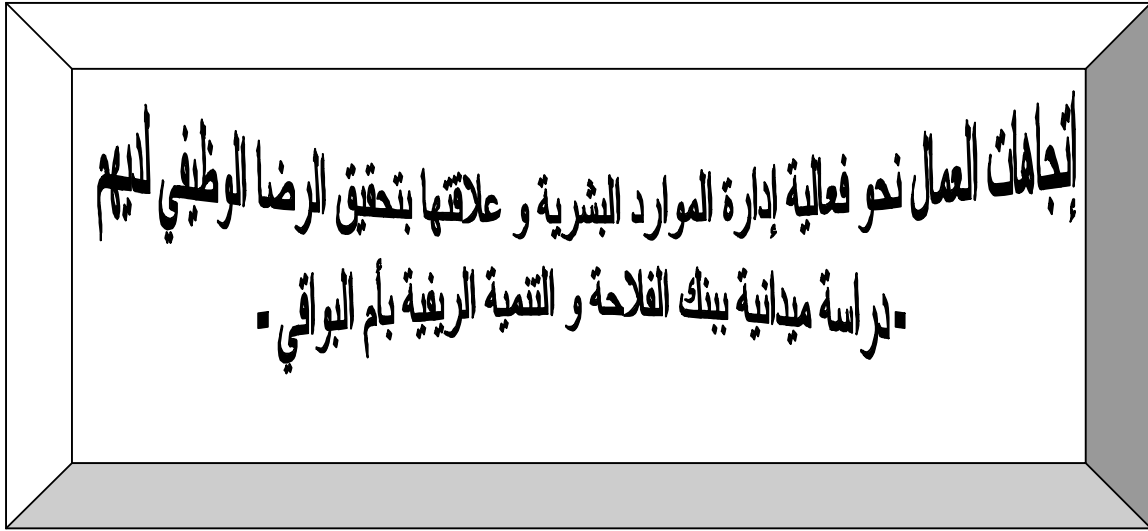 إتجاهات العمال نحو فعالية إدارة الموارد البشرية و علاقتها بتحقيق الرضا الوظيفي لديهم
-دراسة ميدانية ببنك الفلاحة و التنمية الريفية بأم البواقي-